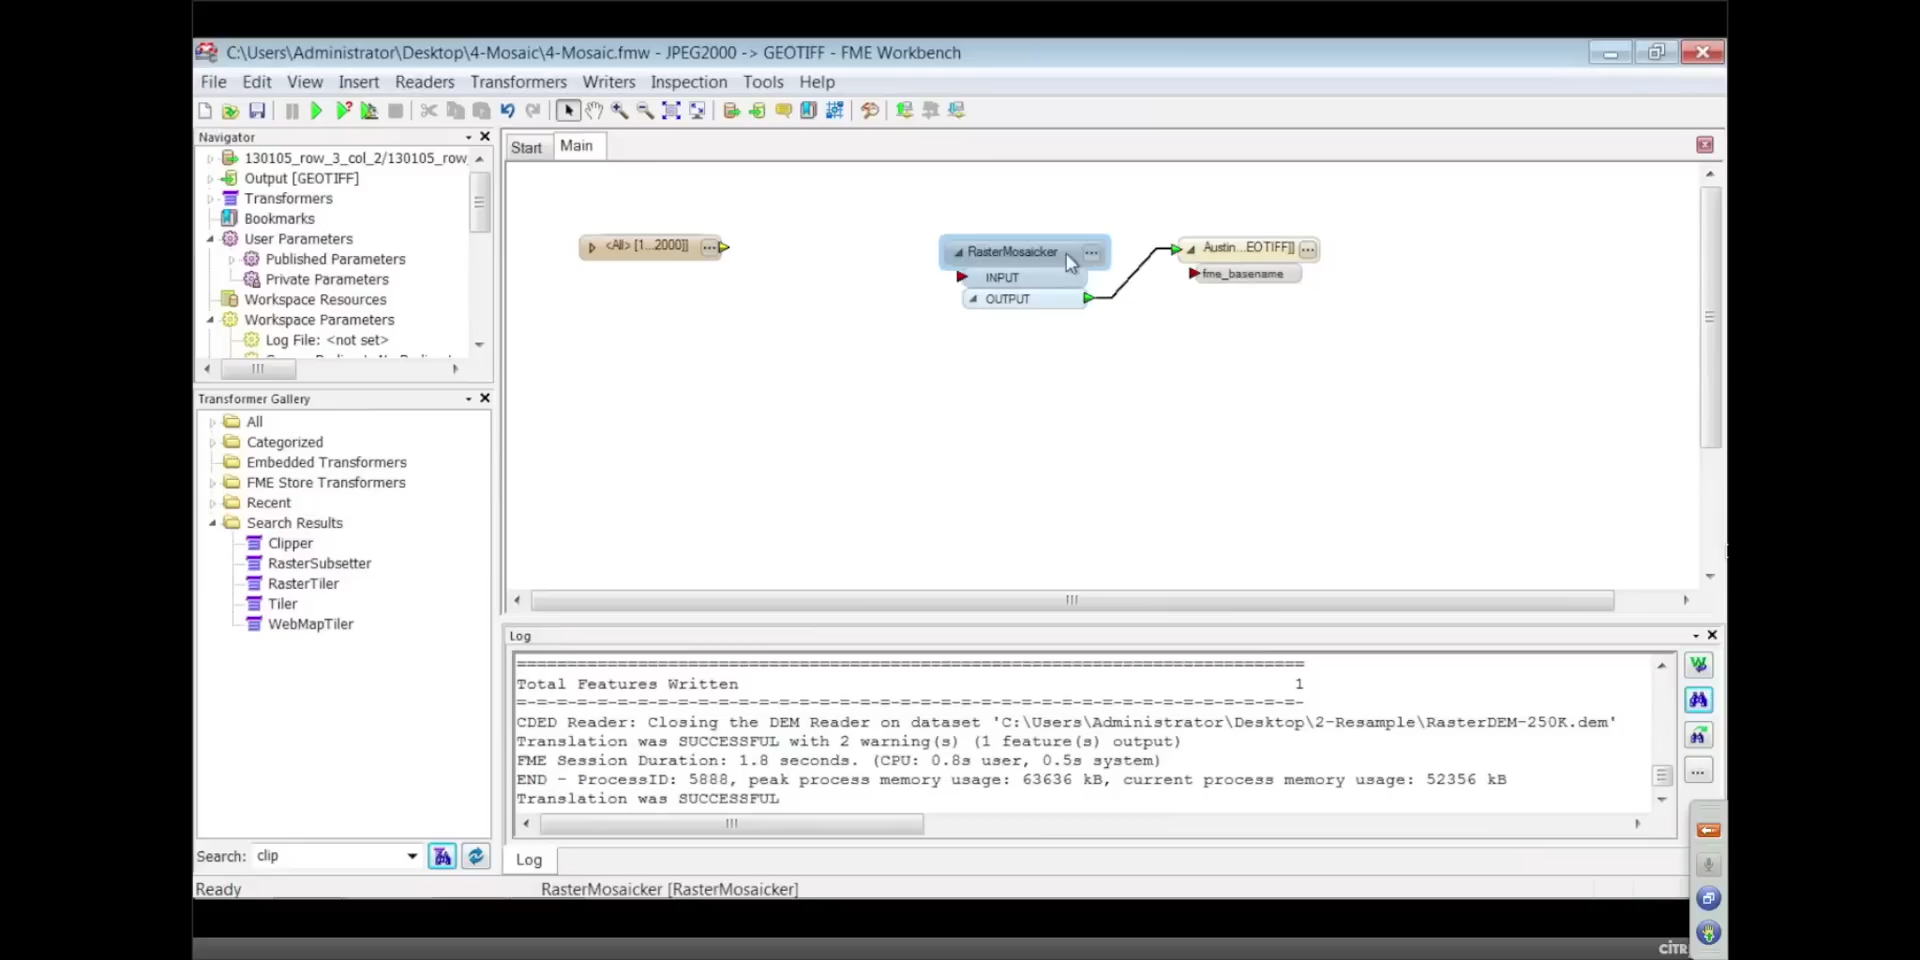 C:\Users\Administrator\Desktop\4-Mosaic\4-Mosaic.fmw - JPEG2000 -> GEOTIFF - FME Workbench
File Edit View Insert Readers Transformers Writers Inspection Tools Help
Navigator
130105_row_3_col_2/130105_row_
Output [GEOTIFF]
Transformers
Bookmarks
User Parameters
Published Parameters
Private Parameters
Workspace Resources
Workspace Parameters
Log File: <not set>
Start Main
<All> [1...2000]]
RasterMosaicker
INPUT
OUTPUT
Austin...EOTIFF]]
fme_basename
Transformer Gallery
All
Categorized
Embedded Transformers
FME Store Transformers
Recent
Search Results
Clipper
RasterSubsetter
RasterTiler
Tiler
WebMapTiler
Search: clip
Log
Total Features Written 1
=-=-=-=-=-=-=-=-=-=-=-=-=-=-=-=-=-=-=-=-=-=-=-=-=-=-=-=-=-=-=-=-=-=-=-=-=-=-=-
CDED Reader: Closing the DEM Reader on dataset 'C:\Users\Administrator\Desktop\2-Resample\RasterDEM-250K.dem'
Translation was SUCCESSFUL with 2 warning(s) (1 feature(s) output)
FME Session Duration: 1.8 seconds. (CPU: 0.8s user, 0.5s system)
END - ProcessID: 5888, peak process memory usage: 63636 kB, current process memory usage: 52356 kB
Translation was SUCCESSFUL
Log
Ready
RasterMosaicker [RasterMosaicker]